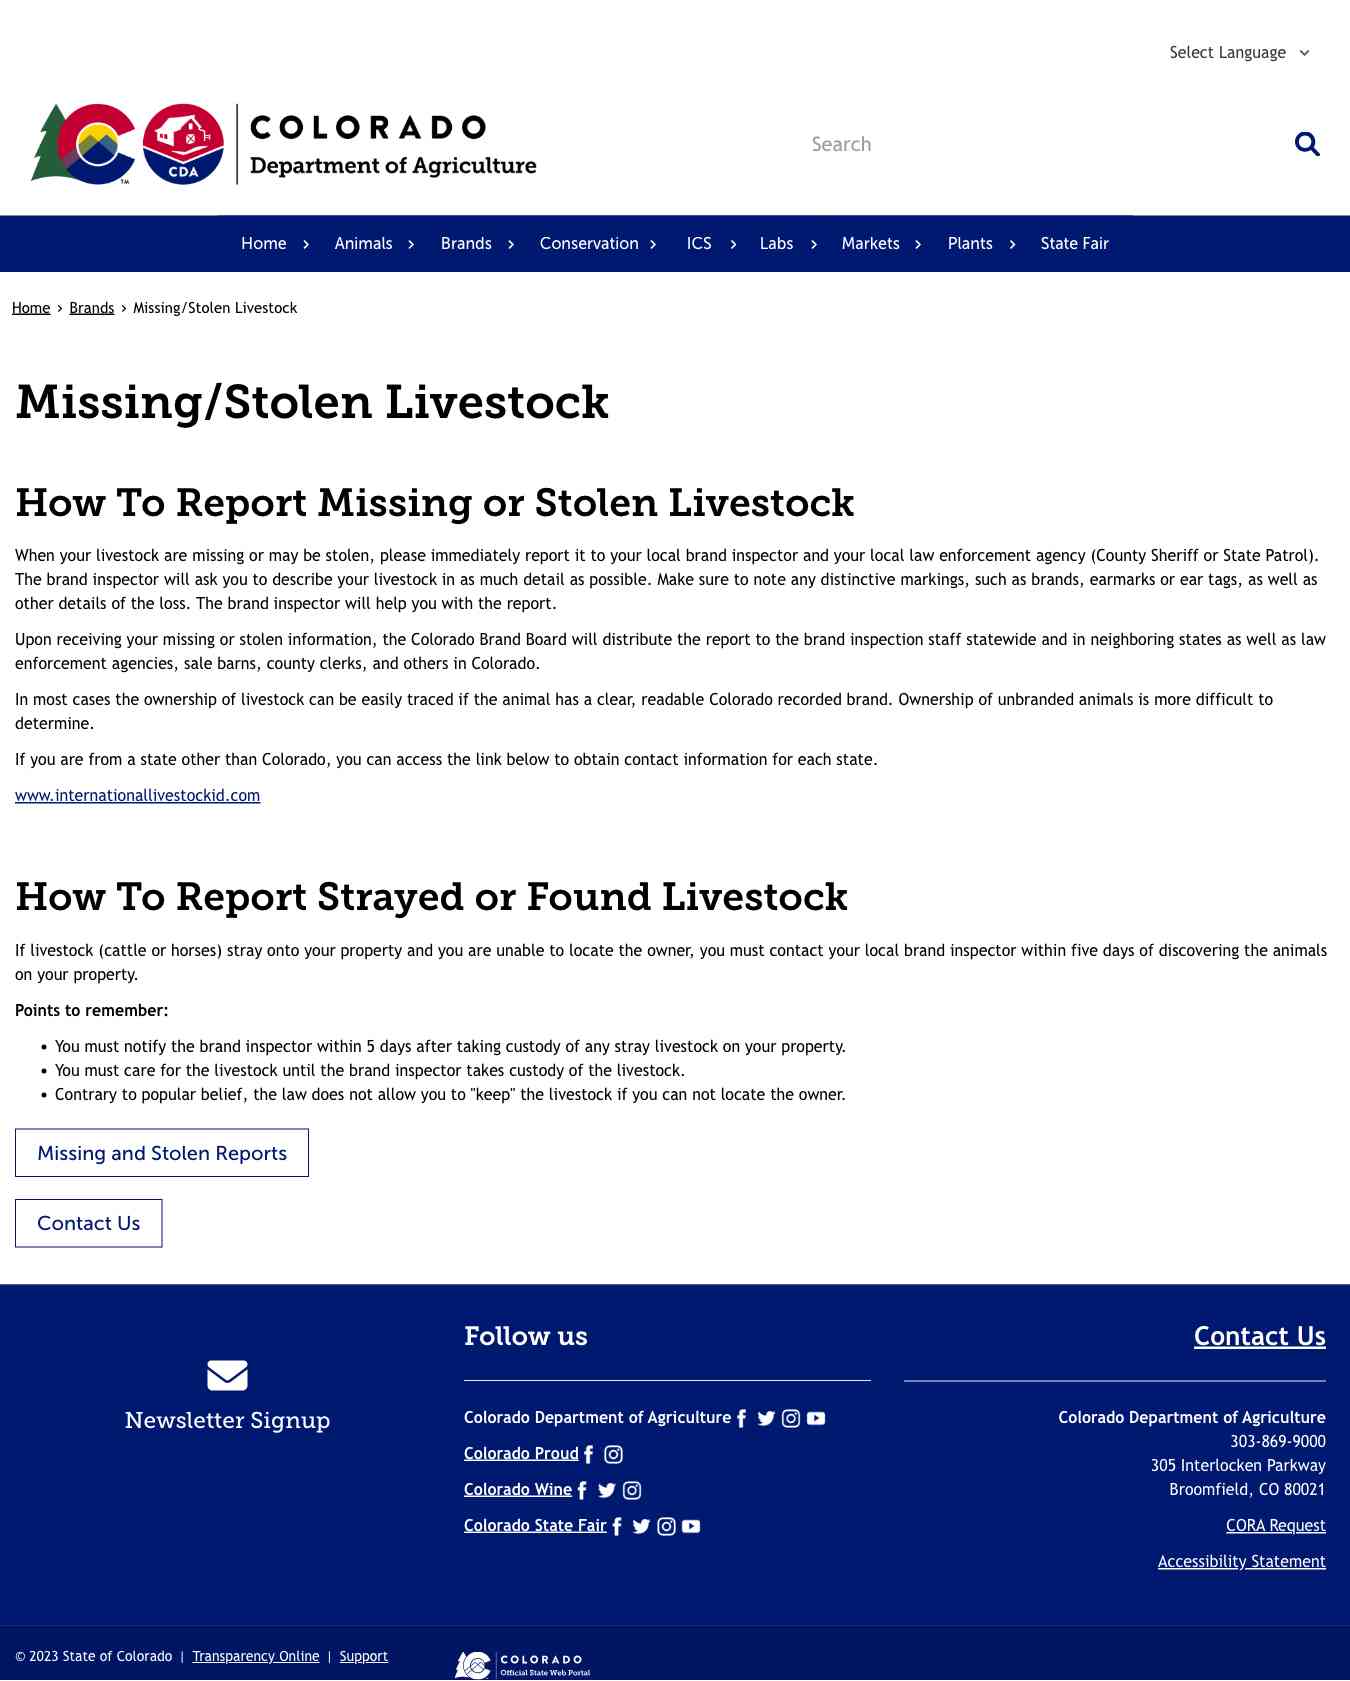 Select Language
CDA
™
COLORADO
Department of Agriculture
Search
Home Animals Brands Conservation ICS Labs Markets Plants State Fair
Home › Brands › Missing/Stolen Livestock
Missing/Stolen Livestock
How To Report Missing or Stolen Livestock
When your livestock are missing or may be stolen, please immediately report it to your local brand inspector and your local law enforcement agency (County Sheriff or State Patrol).
The brand inspector will ask you to describe your livestock in as much detail as possible. Make sure to note any distinctive markings, such as brands, earmarks or ear tags, as well as
other details of the loss. The brand inspector will help you with the report.
Upon receiving your missing or stolen information, the Colorado Brand Board will distribute the report to the brand inspection staff statewide and in neighboring states as well as law
enforcement agencies, sale barns, county clerks, and others in Colorado.
In most cases the ownership of livestock can be easily traced if the animal has a clear, readable Colorado recorded brand. Ownership of unbranded animals is more difficult to
determine.
If you are from a state other than Colorado, you can access the link below to obtain contact information for each state.
www.internationallivestockid.com
How To Report Strayed or Found Livestock
If livestock (cattle or horses) stray onto your property and you are unable to locate the owner, you must contact your local brand inspector within five days of discovering the animals
on your property.
Points to remember:
• You must notify the brand inspector within 5 days after taking custody of any stray livestock on your property.
• You must care for the livestock until the brand inspector takes custody of the livestock.
• Contrary to popular belief, the law does not allow you to "keep" the livestock if you can not locate the owner.
Missing and Stolen Reports
Contact Us
Newsletter Signup
Follow us
Colorado Department of Agriculture
Colorado Proud
Colorado Wine
Colorado State Fair
Contact Us
Colorado Department of Agriculture
303-869-9000
305 Interlocken Parkway
Broomfield, CO 80021
CORA Request
Accessibility Statement
© 2023 State of Colorado | Transparency Online | Support
COLORADO
Official State Web Portal